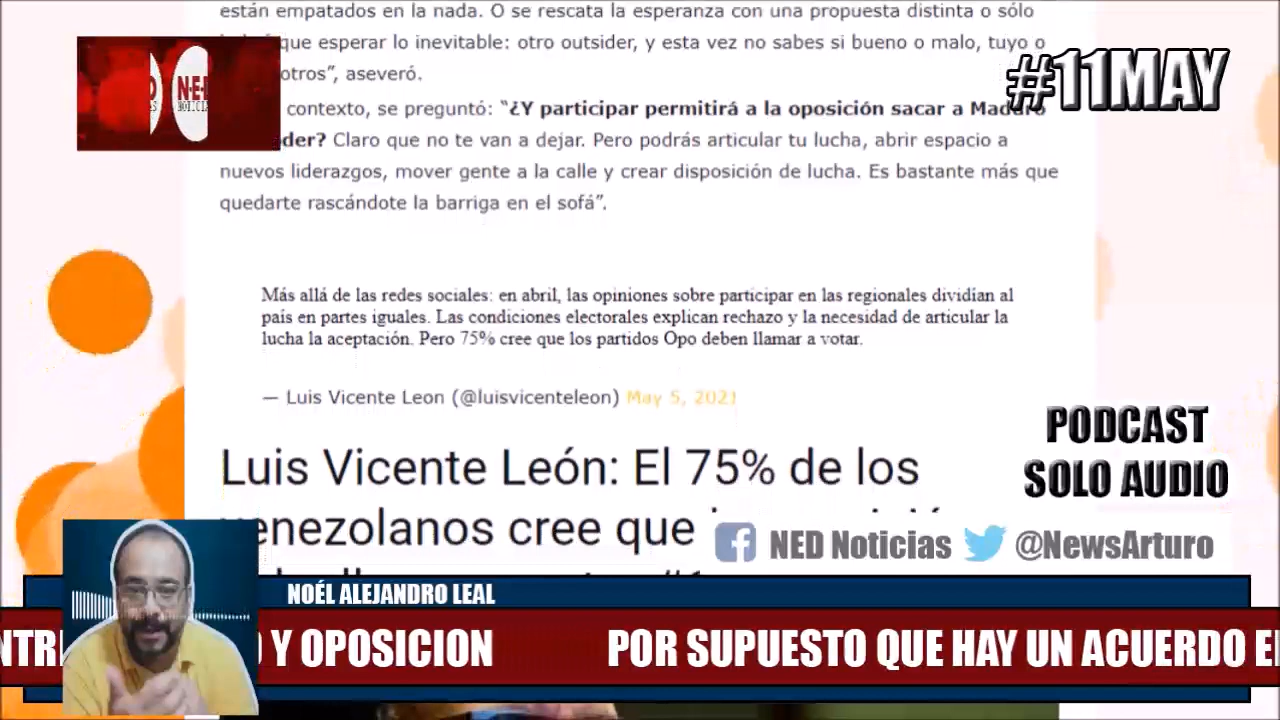 están empatados en la nada. O se rescata la esperanza con una propuesta distinta o sólo
que esperar lo inevitable: otro outsider, y esta vez no sabes si bueno o malo, tuyo o
otros”, aseveró.
#11MAY
N-E-D
NOTICIAS
contexto, se preguntó: “¿Y participar permitirá a la oposición sacar a Maduro
der? Claro que no te van a dejar. Pero podrás articular tu lucha, abrir espacio a
nuevos liderazgos, mover gente a la calle y crear disposición de lucha. Es bastante más que
quedarte rascándote la barriga en el sofá”.
Más allá de las redes sociales: en abril, las opiniones sobre participar en las regionales dividían al
país en partes iguales. Las condiciones electorales explican rechazo y la necesidad de articular la
lucha la aceptación. Pero 75% cree que los partidos Opo deben llamar a votar.
— Luis Vicente Leon (@luisvicenteleon) May 5, 2021
PODCAST
SOLO AUDIO
Luis Vicente León: El 75% de los
venezolanos cree que
NED Noticias @NewsArturo
NOÉL ALEJANDRO LEAL
NTR Y OPOSICION POR SUPUESTO QUE HAY UN ACUERDO E